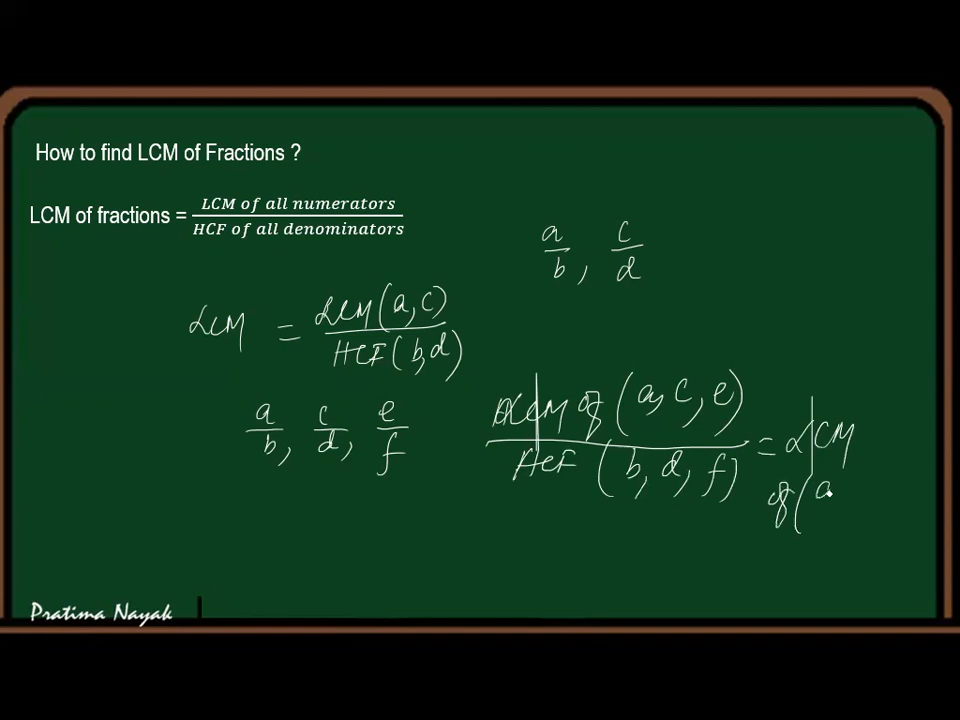 How to find LCM of Fractions ?
LCM of fractions = LCM of all numerators / HCF of all denominators
a/b , c/d
LCM = LCM(a,c) / HCF(b,d)
a/b, c/d, e/f
LCM of (a, c, e) / HCF (b, d, f) = LCM
of (a
Pratima Nayak